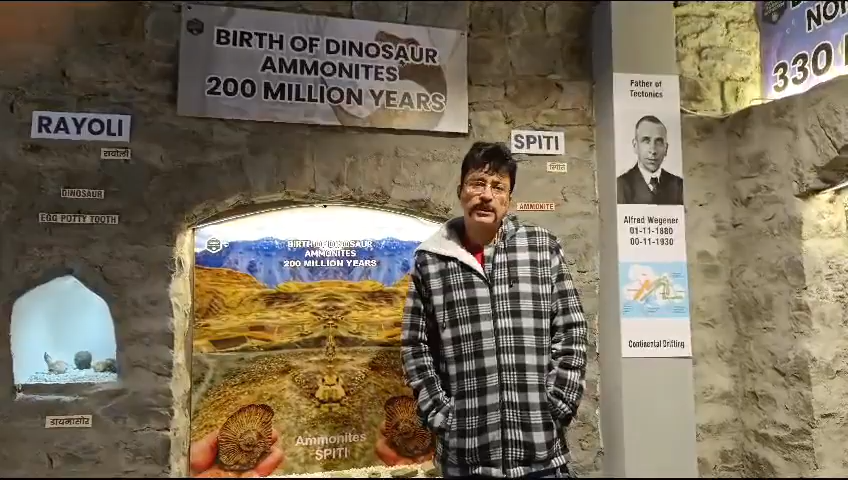 BIRTH OF DINOSAUR
AMMONITES
200 MILLION YEARS
RAYOLI
रायोली
DINOSAUR
EGG POTTY TOOTH
डायनासोर
BIRTH OF DINOSAUR
AMMONITES
200 MILLION YEARS
Ammonites
SPITI
SPITI
स्पिति
AMMONITE
Father of
Tectonics
Alfred Wegener
01-11-1880
00-11-1930
Continental Drifting
330